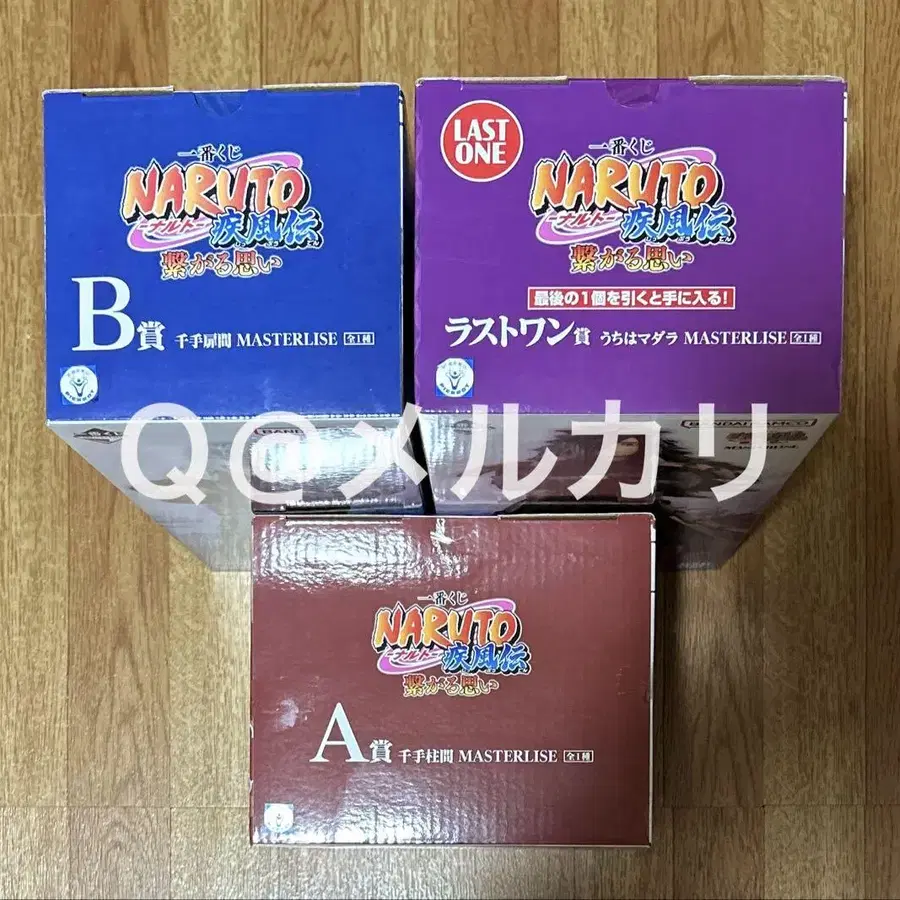 一番くじ
NARUTO
-ナルト-
疾風伝
繋がる思い
B賞 千手扉間 MASTERLISE 全1種
LAST
ONE
一番くじ
NARUTO
-ナルト-
疾風伝
繋がる思い
最後の1個を引くと手に入る!
ラストワン賞 うちはマダラ MASTERLISE 全1種
BANDAI NAMCO
Q@メルカリ
一番くじ
NARUTO
-ナルト-
疾風伝
繋がる思い
A賞 千手柱間 MASTERLISE 全1種